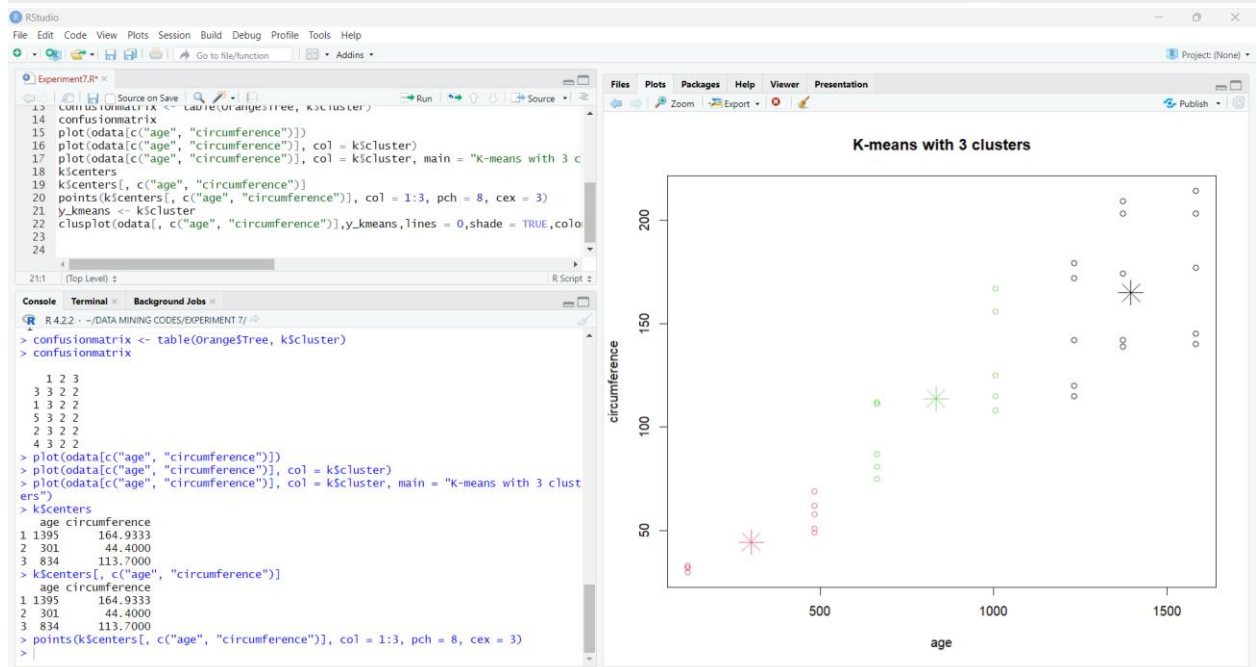 RStudio
File Edit Code View Plots Session Build Debug Profile Tools Help
Go to file/function
Addins
Project: (None)
Experiment7.R*
Source on Save
Run
Source
13 confusionmatrix <- table(Orange$Tree, k$cluster)
14 confusionmatrix
15 plot(odata[c("age", "circumference")])
16 plot(odata[c("age", "circumference")], col = k$cluster)
17 plot(odata[c("age", "circumference")], col = k$cluster, main = "K-means with 3 c
18 k$centers
19 k$centers[, c("age", "circumference")]
20 points(k$centers[, c("age", "circumference")], col = 1:3, pch = 8, cex = 3)
21 y_kmeans <- k$cluster
22 clusplot(odata[, c("age", "circumference")],y_kmeans,lines = 0,shade = TRUE,colo
23
24
21:1 (Top Level) R Script
Console Terminal Background Jobs
R 4.2.2 · ~/DATA MINING CODES/EXPERIMENT 7/
> confusionmatrix <- table(Orange$Tree, k$cluster)
> confusionmatrix
1 2 3
3 3 2 2
1 3 2 2
5 3 2 2
2 3 2 2
4 3 2 2
> plot(odata[c("age", "circumference")])
> plot(odata[c("age", "circumference")], col = k$cluster)
> plot(odata[c("age", "circumference")], col = k$cluster, main = "K-means with 3 clust
ers")
> k$centers
age circumference
1 1395 164.9333
2 301 44.4000
3 834 113.7000
> k$centers[, c("age", "circumference")]
age circumference
1 1395 164.9333
2 301 44.4000
3 834 113.7000
> points(k$centers[, c("age", "circumference")], col = 1:3, pch = 8, cex = 3)
>
Files Plots Packages Help Viewer Presentation
Zoom Export Publish
K-means with 3 clusters
200
150
100
50
circumference
500 1000 1500
age